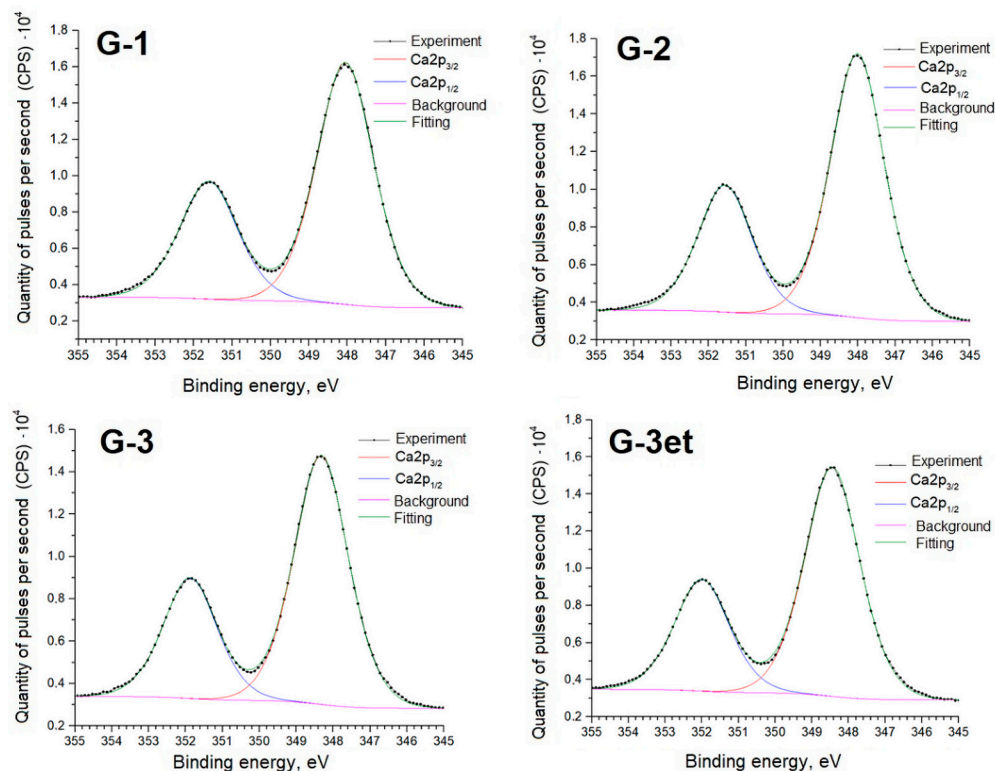 G-1
Experiment
Ca2p3/2
Ca2p1/2
Background
Fitting
Quantity of pulses per second (CPS) ·10⁴
1.8
1.6
1.4
1.2
1.0
0.8
0.6
0.4
0.2
355 354 353 352 351 350 349 348 347 346 345
Binding energy, eV
G-2
Experiment
Ca2p3/2
Ca2p1/2
Background
Fitting
Quantity of pulses per second (CPS) ·10⁴
1.8
1.6
1.4
1.2
1.0
0.8
0.6
0.4
0.2
355 354 353 352 351 350 349 348 347 346 345
Binding energy, eV
G-3
Experiment
Ca2p3/2
Ca2p1/2
Background
Fitting
Quantity of pulses per second (CPS) ·10⁴
1.6
1.4
1.2
1.0
0.8
0.6
0.4
0.2
355 354 353 352 351 350 349 348 347 346 345
Binding energy, eV
G-3et
Experiment
Ca2p3/2
Ca2p1/2
Background
Fitting
Quantity of pulses per second (CPS) ·10⁴
1.8
1.6
1.4
1.2
1.0
0.8
0.6
0.4
0.2
355 354 353 352 351 350 349 348 347 346 345
Binding energy, eV